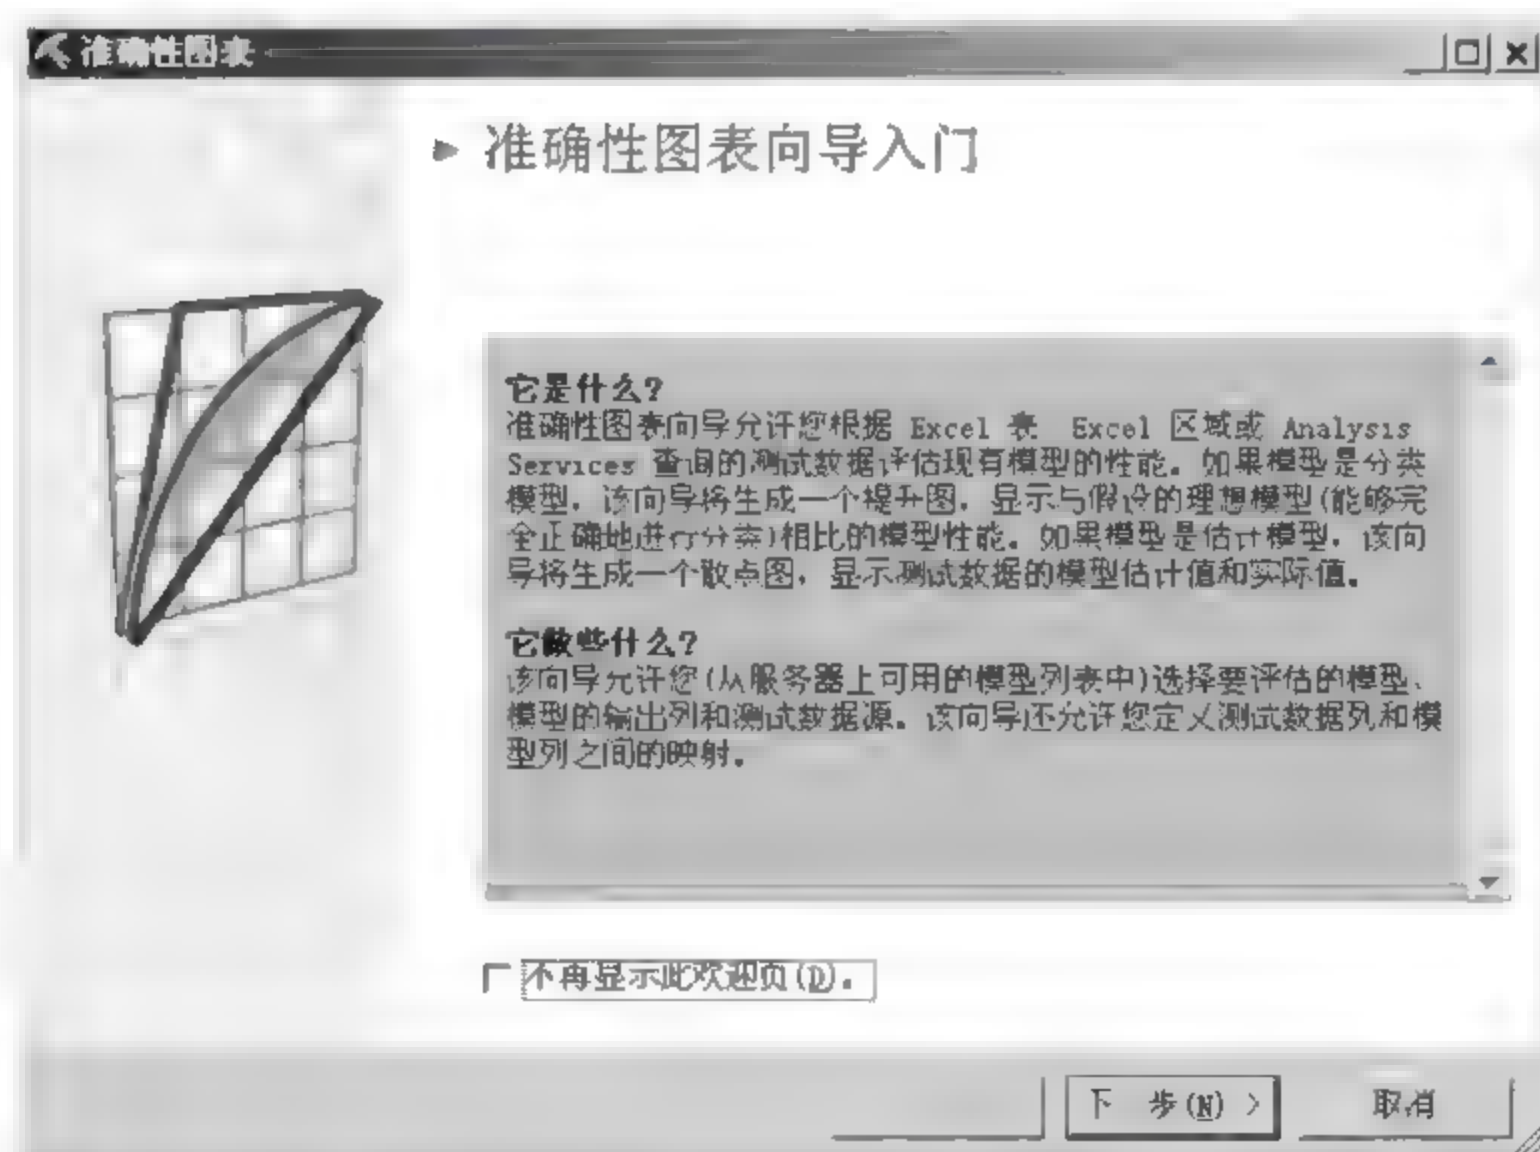 准确性图表
准确性图表向导入门
它是什么?
准确性图表向导允许您根据 Excel 表 Excel 区域或 Analysis
Services 查询的测试数据评估现有模型的性能。如果模型是分类
模型，该向导将生成一个提升图，显示与假设的理想模型(能够完
全正确地进行分类)相比的模型性能。如果模型是估计模型，该向
导将生成一个散点图，显示测试数据的模型估计值和实际值。
它做些什么?
该向导允许您(从服务器上可用的模型列表中)选择要评估的模型、
模型的输出列和测试数据源。该向导还允许您定义测试数据列和模
型列之间的映射。
不再显示此欢迎页(D)。
下 步(N) >
取消